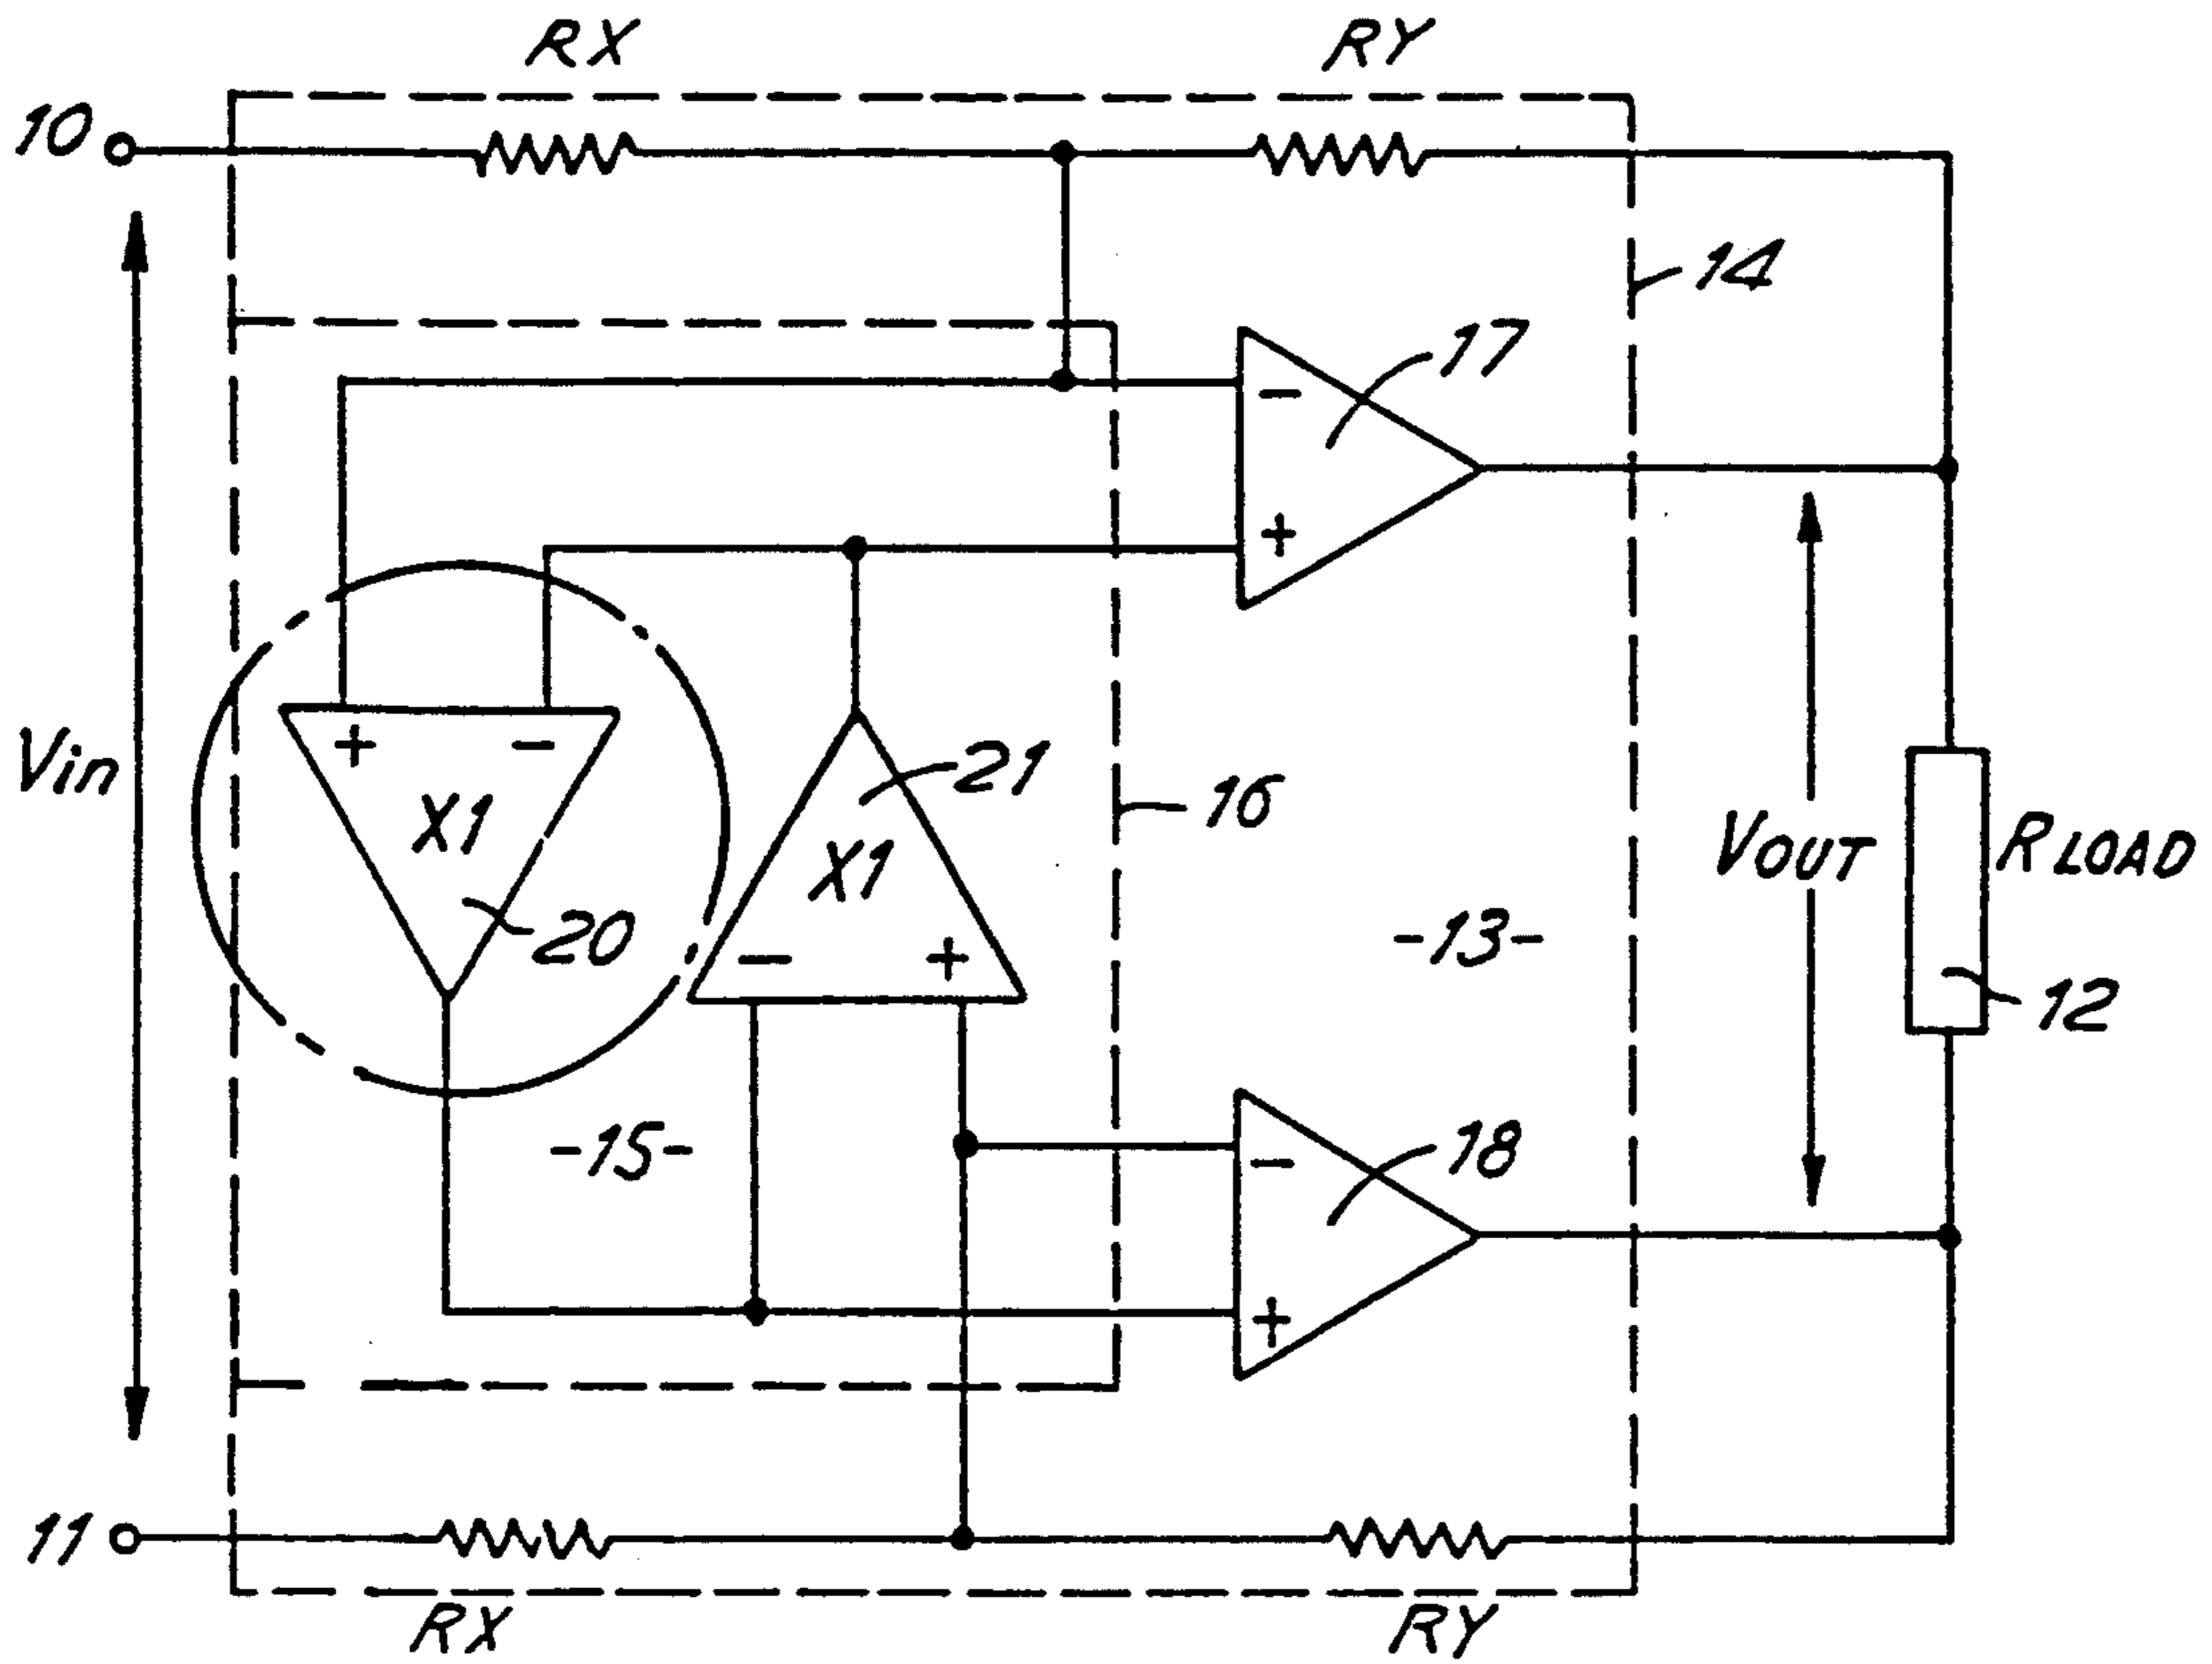 RX RY
10
14
17
+ -
-
+
Vin
X1
21
16
X1
VOUT
RLOAD
20
- +
-13-
12
-15-
-
18
+
11
RX RY